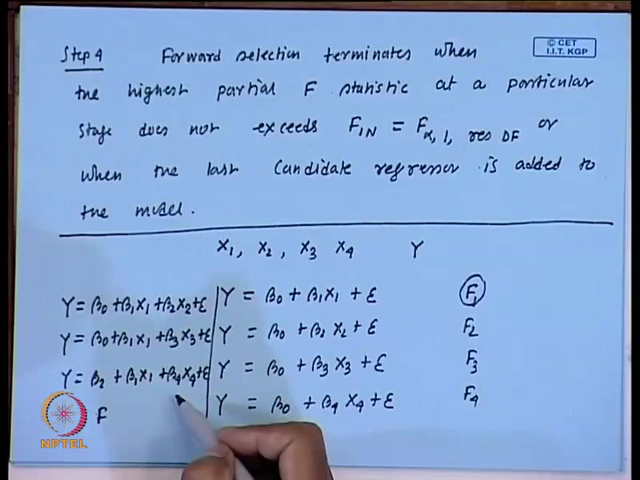 © CET
I.I.T. KGP
Step 4 Forward selection terminates when
the highest partial F statistic at a particular
stage does not exceeds F_IN = F_α, 1, res DF or
when the last candidate regressor is added to
the model.
X₁, X₂, X₃ X₄ Y
Y = β₀ + β₁X₁ + β₂X₂ + ε
Y = β₀ + β₁X₁ + β₃X₃ + ε
Y = β₂ + β₁X₁ + β₄X₄ + ε
F
Y = β₀ + β₁X₁ + ε F₁
Y = β₀ + β₂X₂ + ε F₂
Y = β₀ + β₃X₃ + ε F₃
Y = β₀ + β₄X₄ + ε F₄
NPTEL